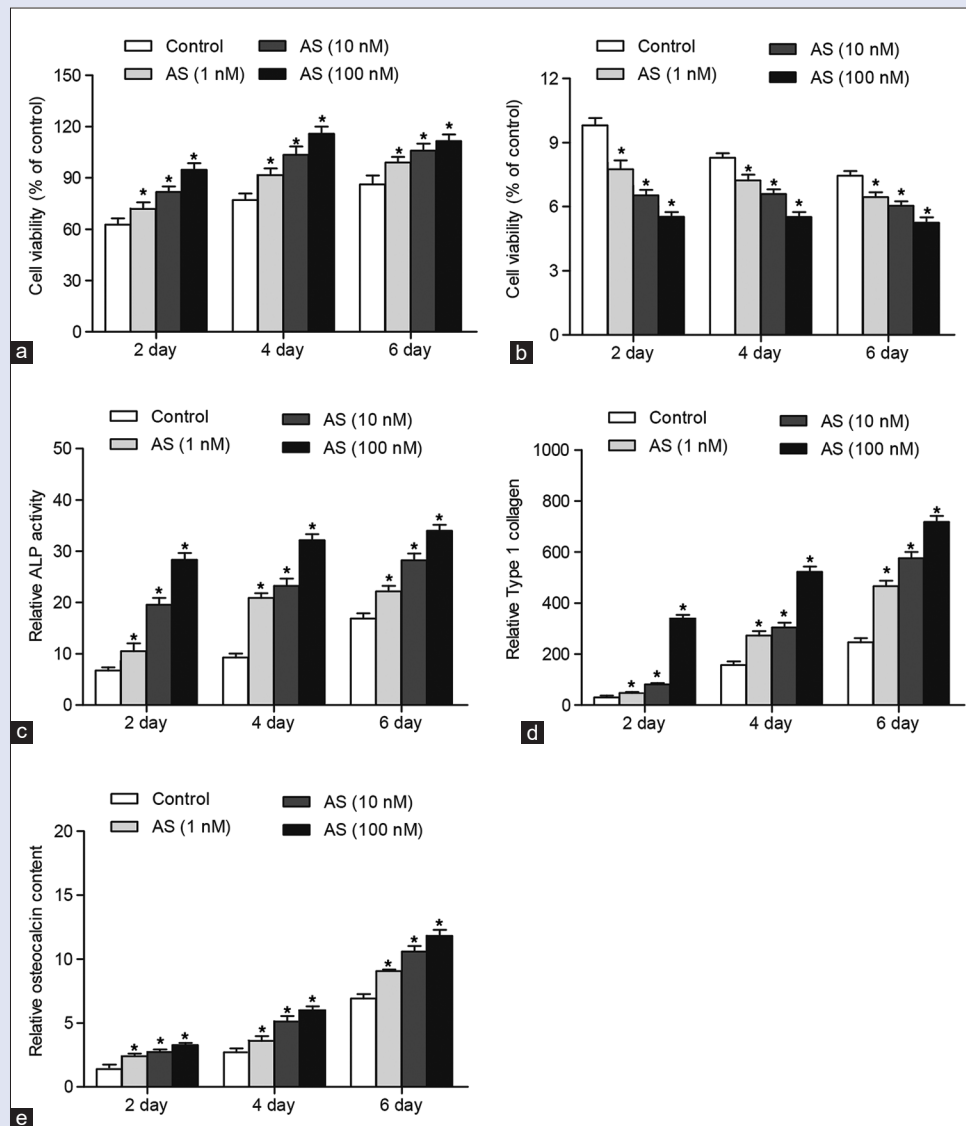 Control
AS (1 nM)
AS (10 nM)
AS (100 nM)
Cell viability (% of control)
150
120
90
60
30
0
* * *
* * *
* * *
2 day 4 day 6 day
a
Control
AS (1 nM)
AS (10 nM)
AS (100 nM)
Cell viability (% of control)
12
9
6
3
0
* * *
* * *
* * *
2 day 4 day 6 day
b
Control
AS (1 nM)
AS (10 nM)
AS (100 nM)
Relative ALP activity
50
40
30
20
10
0
* * *
* * *
* * *
2 day 4 day 6 day
c
Control
AS (1 nM)
AS (10 nM)
AS (100 nM)
Relative Type 1 collagen
1000
800
600
400
200
0
* * *
* * *
* * *
2 day 4 day 6 day
d
Control
AS (1 nM)
AS (10 nM)
AS (100 nM)
Relative osteocalcin content
20
15
10
5
0
* * *
* * *
* * *
2 day 4 day 6 day
e